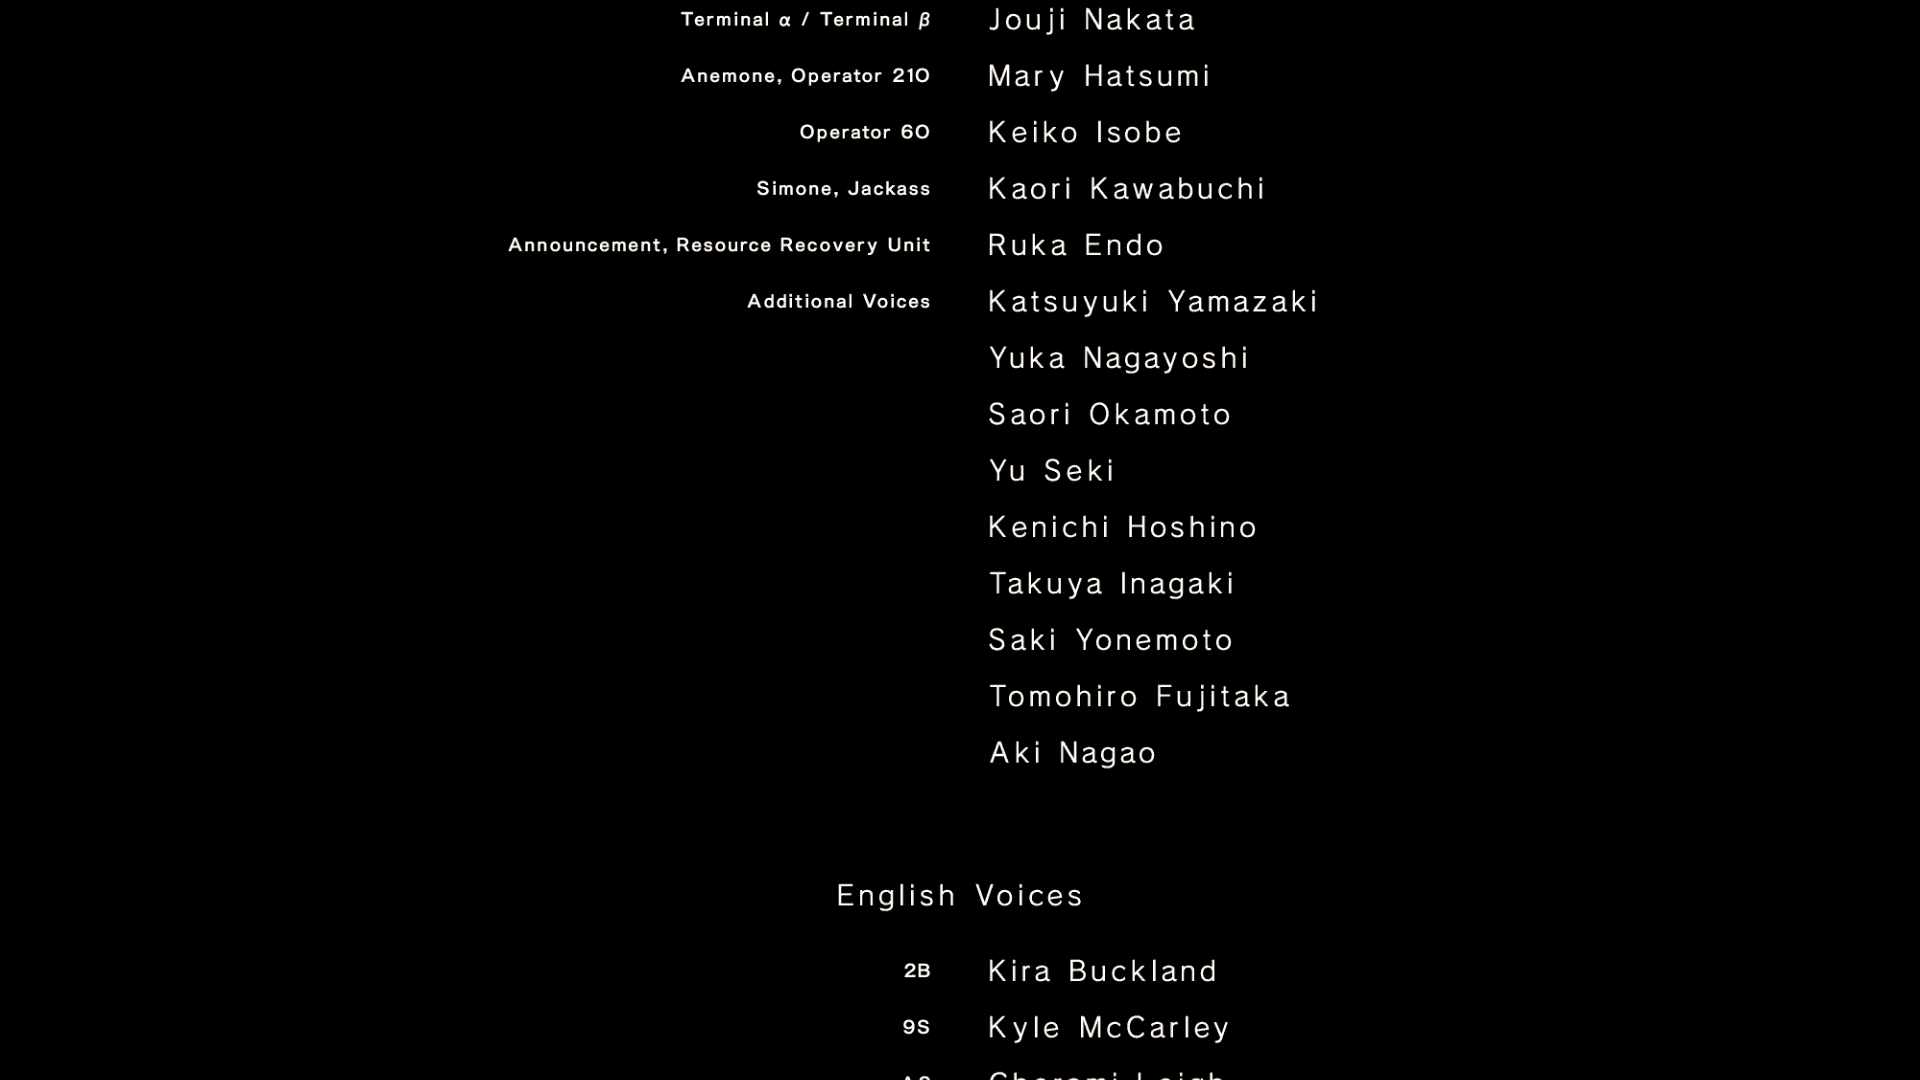 Terminal α / Terminal β Jouji Nakata
Anemone, Operator 21O Mary Hatsumi
Operator 6O Keiko Isobe
Simone, Jackass Kaori Kawabuchi
Announcement, Resource Recovery Unit Ruka Endo
Additional Voices Katsuyuki Yamazaki
Yuka Nagayoshi
Saori Okamoto
Yu Seki
Kenichi Hoshino
Takuya Inagaki
Saki Yonemoto
Tomohiro Fujitaka
Aki Nagao
English Voices
2B Kira Buckland
9S Kyle McCarley